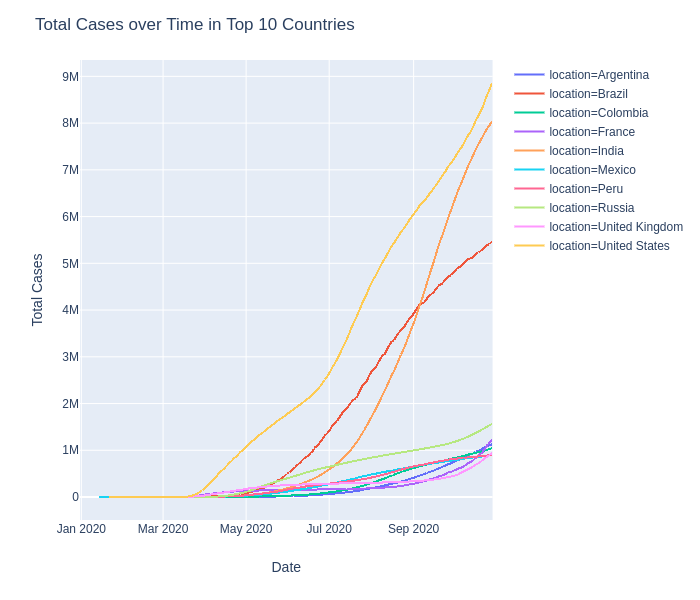 Total Cases over Time in Top 10 Countries
9M
8M
7M
6M
5M
4M
3M
2M
1M
0
Total Cases
Jan 2020
Mar 2020
May 2020
Jul 2020
Sep 2020
Date
location=Argentina
location=Brazil
location=Colombia
location=France
location=India
location=Mexico
location=Peru
location=Russia
location=United Kingdom
location=United States